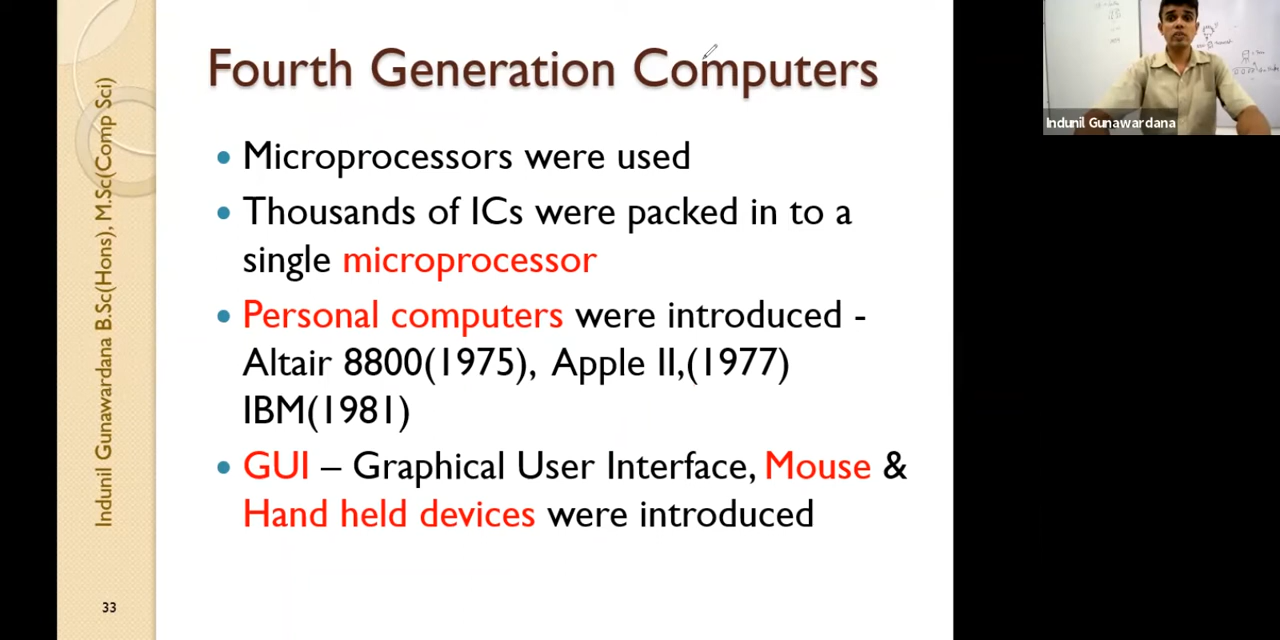 Fourth Generation Computers
Microprocessors were used
Thousands of ICs were packed in to a
single microprocessor
Personal computers were introduced -
Altair 8800(1975), Apple II,(1977)
IBM(1981)
GUI – Graphical User Interface, Mouse &
Hand held devices were introduced
33
Indunil Gunawardana B.Sc(Hons), M.Sc(Comp Sci)
Indunil Gunawardana